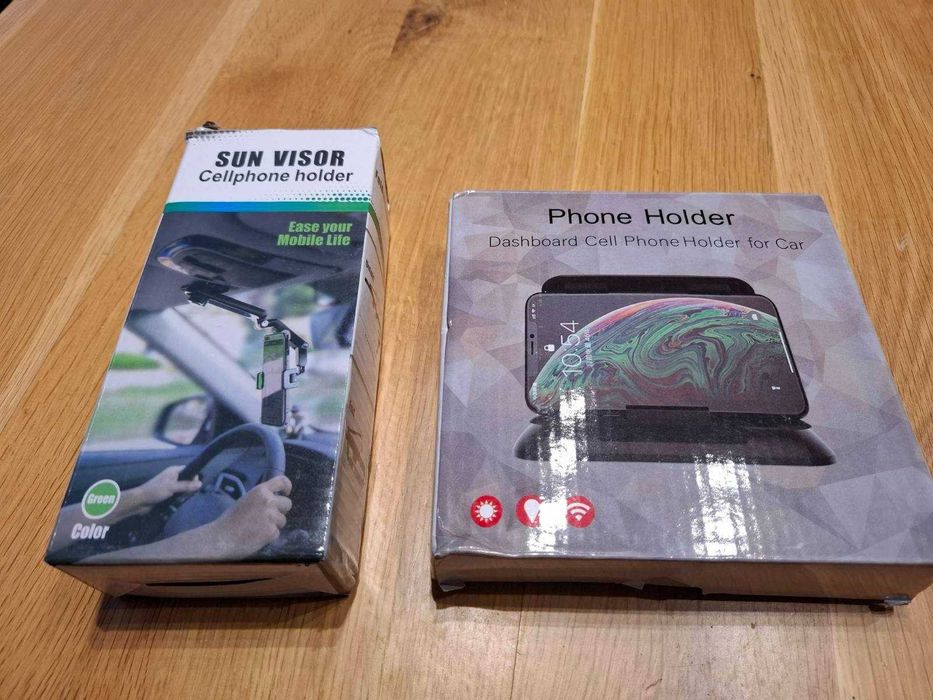 SUN VISOR
Cellphone holder
Ease your
Mobile Life
Green
Color
Phone Holder
Dashboard Cell Phone Holder for Car
10:54